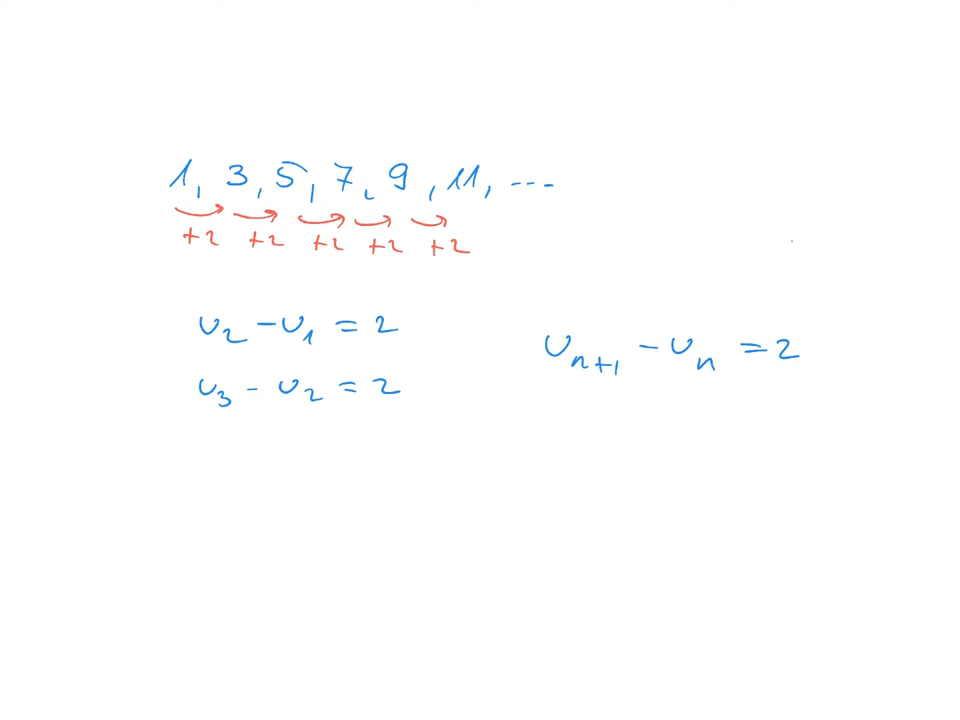 1, 3, 5, 7, 9, 11, ...
+2 +2 +2 +2 +2
U₂ - U₁ = 2
U₃ - U₂ = 2
Uₙ₊₁ - Uₙ = 2